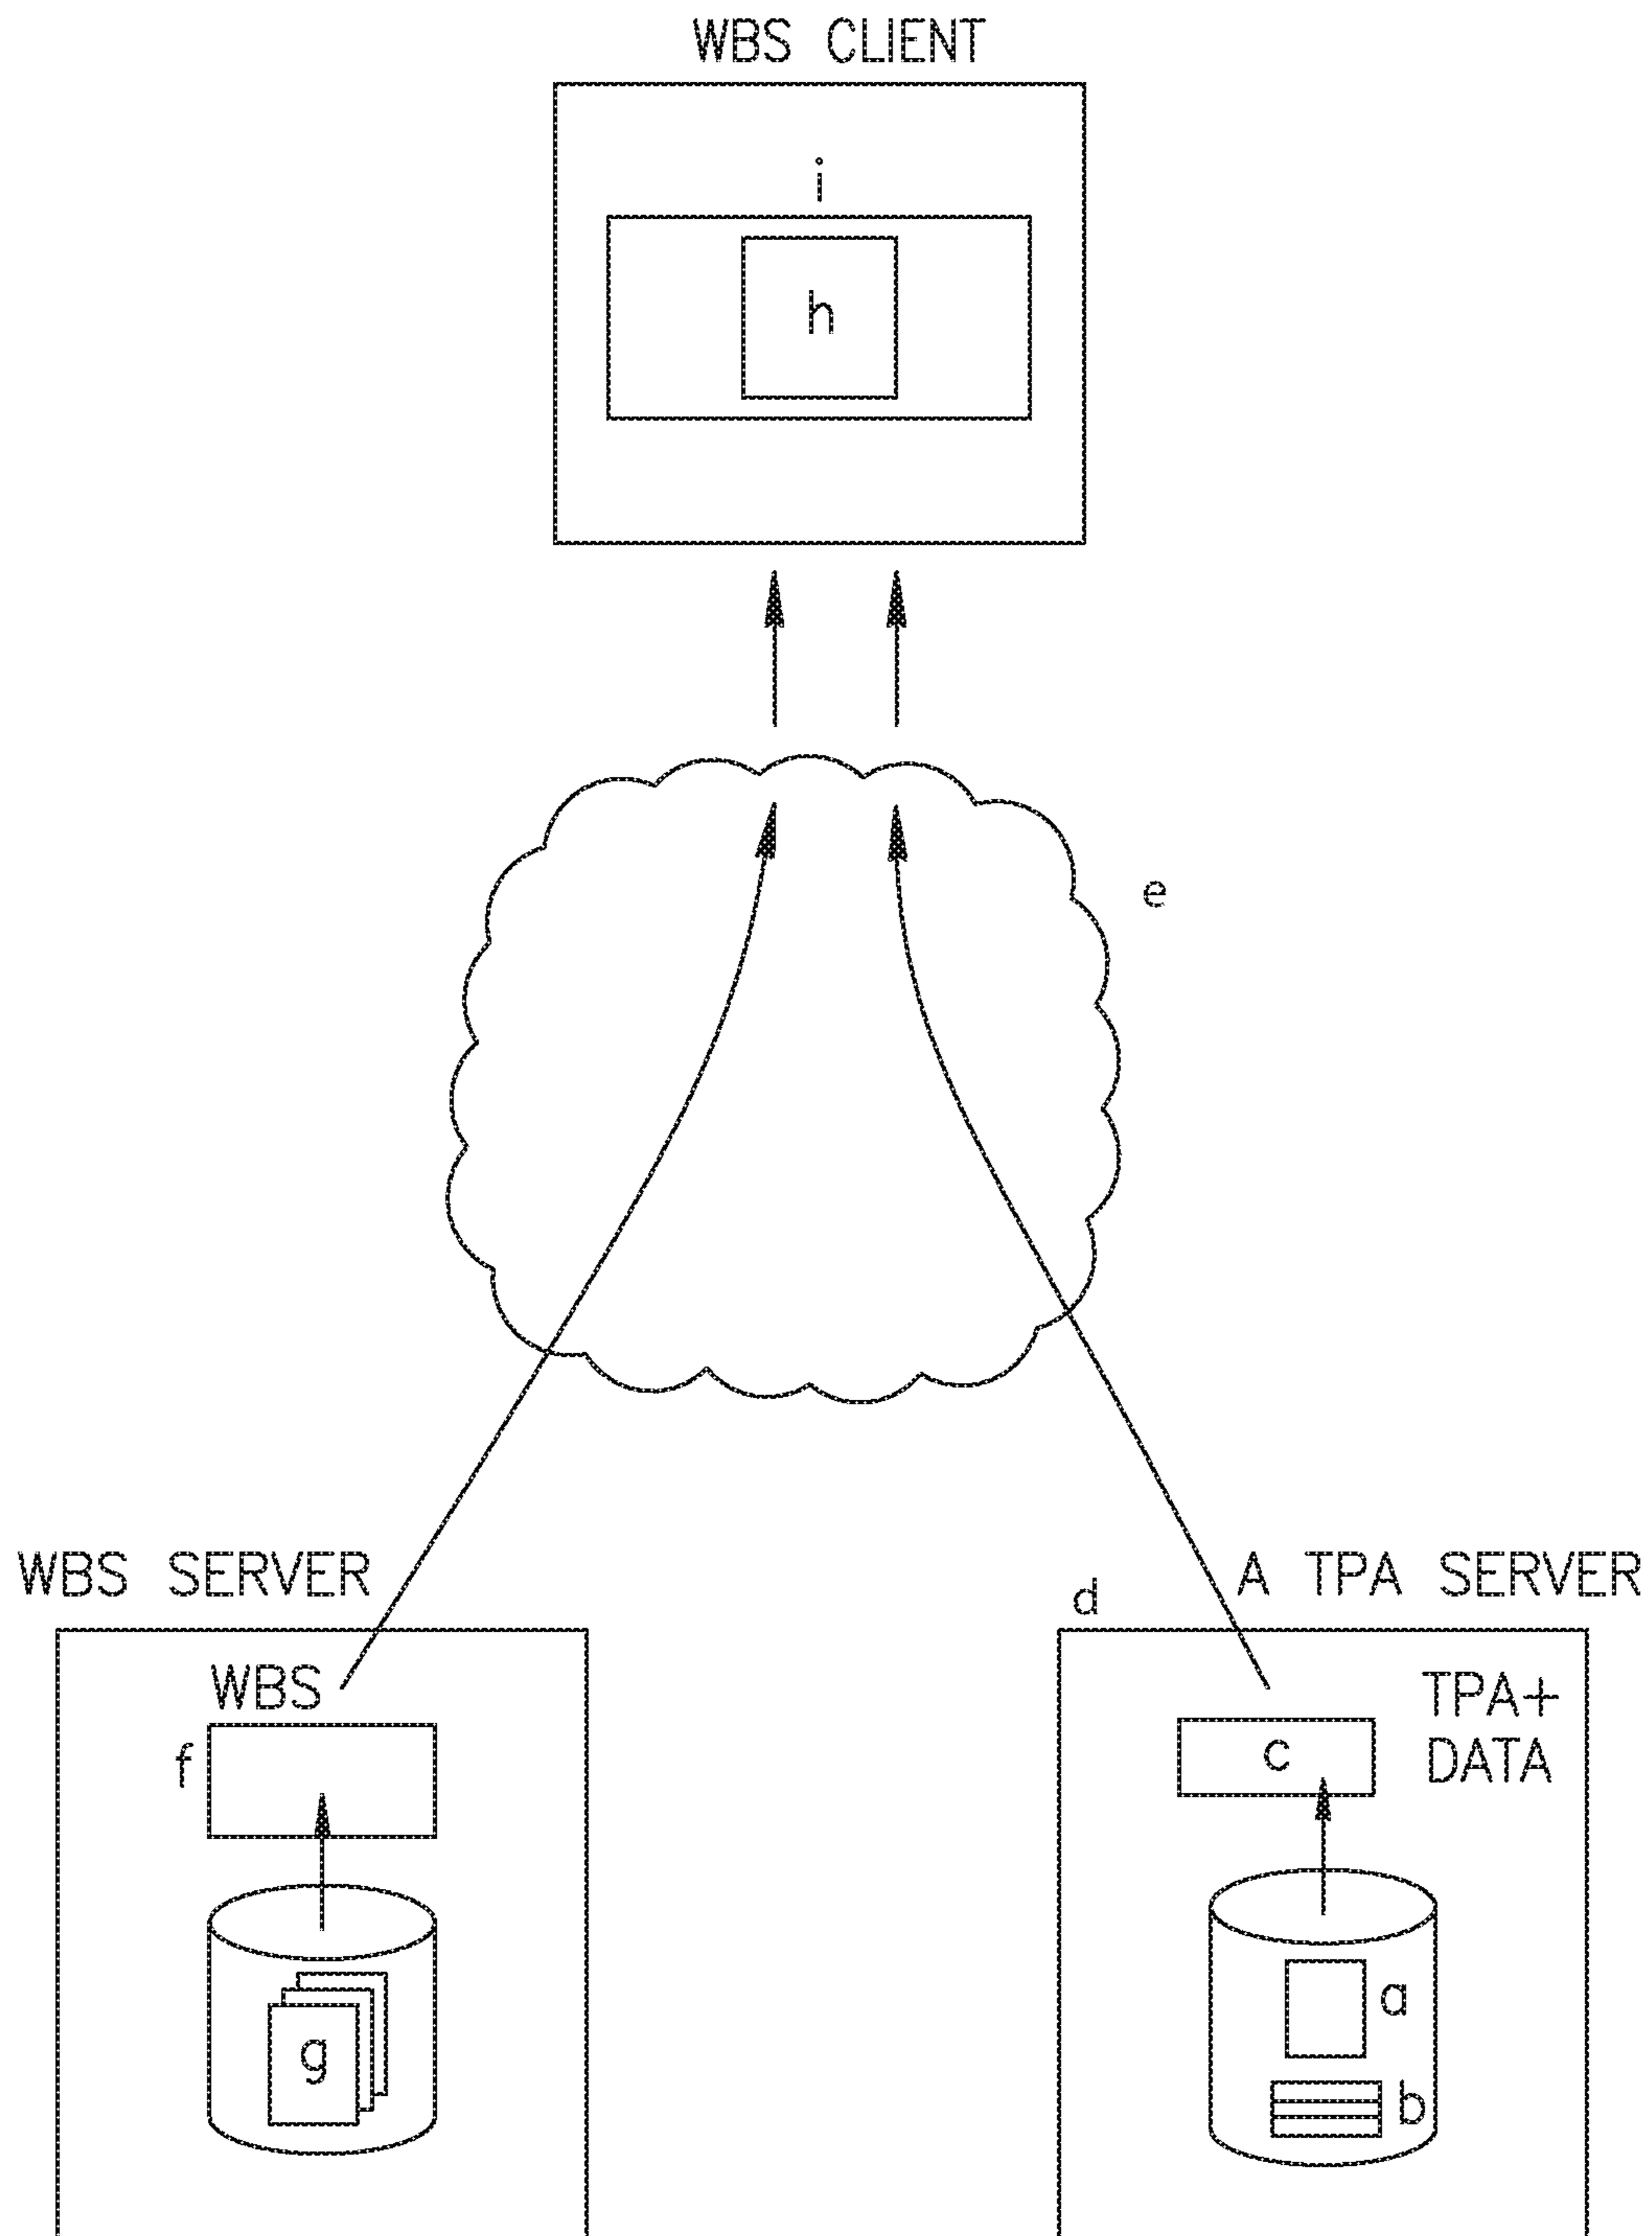 WBS CLIENT
i
h
e
WBS SERVER
d
A TPA SERVER
WBS
f
TPA+
DATA
c
g
a
b